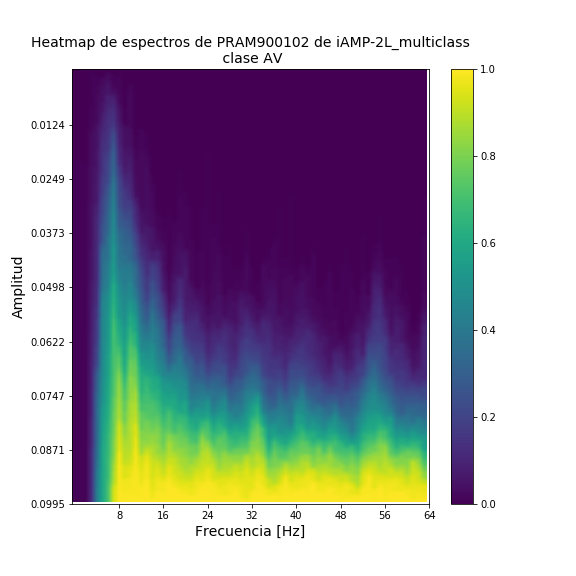 Heatmap de espectros de PRAM900102 de iAMP-2L_multiclass
clase AV
Amplitud
0.0124
0.0249
0.0373
0.0498
0.0622
0.0747
0.0871
0.0995
8 16 24 32 40 48 56 64
Frecuencia [Hz]
1.0
0.8
0.6
0.4
0.2
0.0